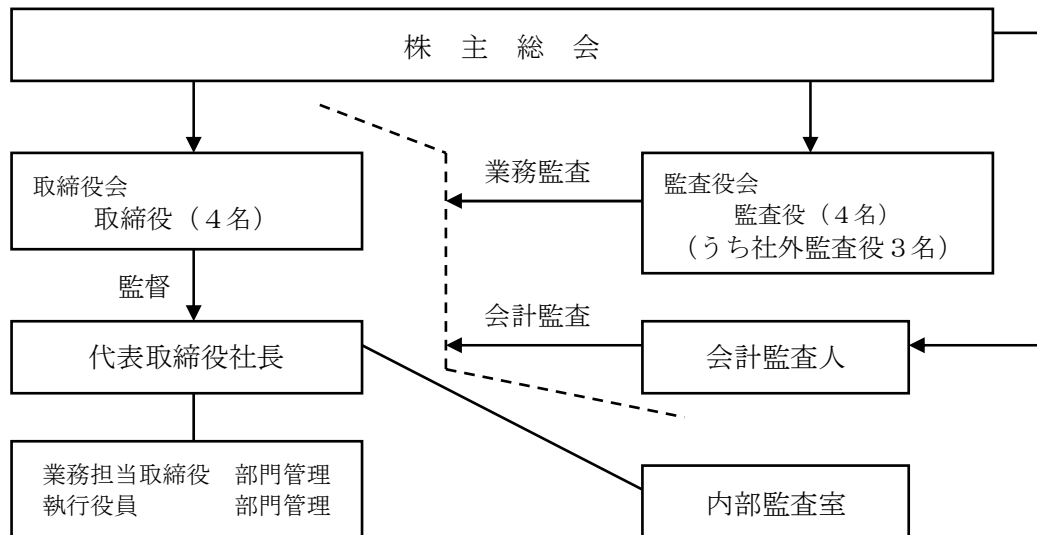 株 主 総 会
取締役会
取締役（４名）
業務監査
監査役会
監査役（４名）
（うち社外監査役３名）
監督
会計監査
代表取締役社長
会計監査人
業務担当取締役 部門管理
執行役員 部門管理
内部監査室